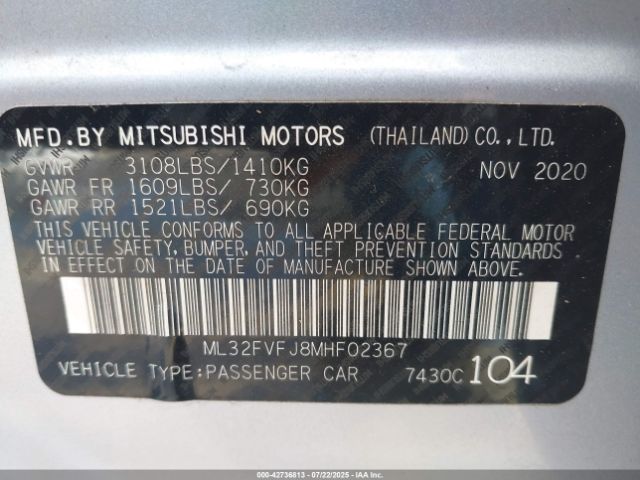 MFD.BY MITSUBISHI MOTORS (THAILAND) CO.,LTD.
GVWR 3108LBS/1410KG NOV 2020
GAWR FR 1609LBS/ 730KG
GAWR RR 1521LBS/ 690KG
THIS VEHICLE CONFORMS TO ALL APPLICABLE FEDERAL MOTOR
VEHICLE SAFETY, BUMPER, AND THEFT PREVENTION STANDARDS
IN EFFECT ON THE DATE OF MANUFACTURE SHOWN ABOVE.
ML32FVFJ8MHF02367
VEHICLE TYPE:PASSENGER CAR 7430C 104
000-42736813 - 07/22/2025 - IAAI.CA